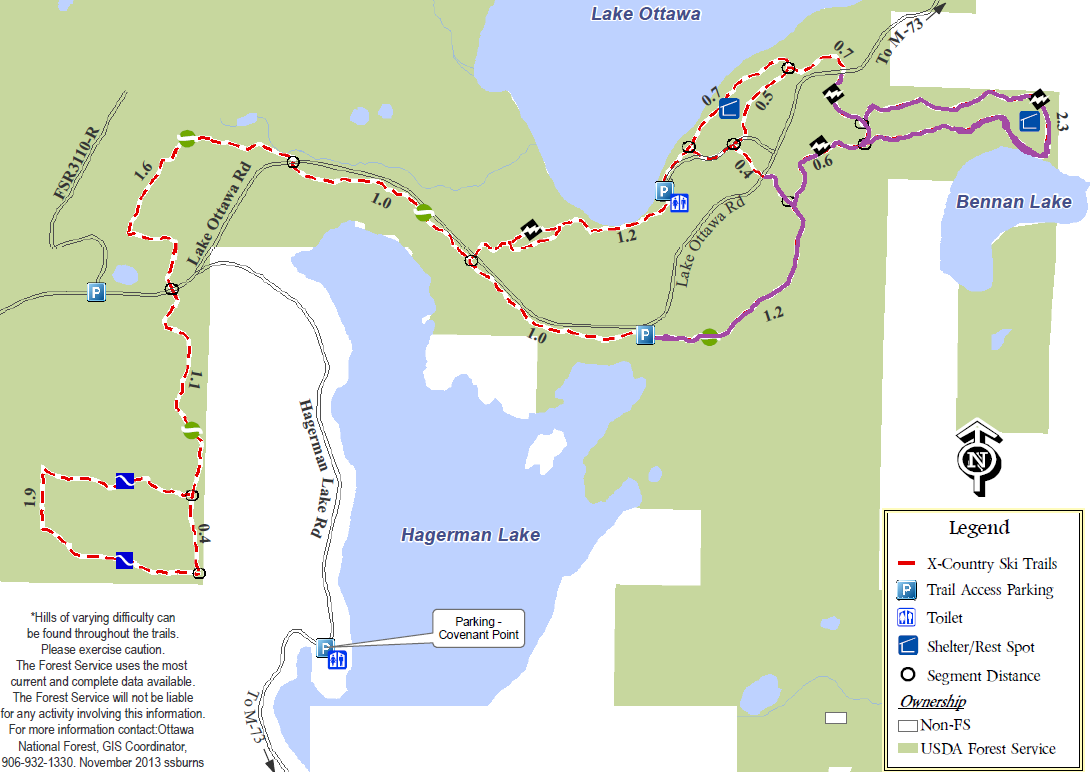 Lake Ottawa
To M-73
0.7
0.7
0.5
2.3
FSR3110-R
1.6
Lake Ottawa Rd
1.0
0.4
0.6
Bennan Lake
P
1.2
Lake Ottawa Rd
P
1.2
1.0
P
1.1
Hagerman Lake Rd
N
1.9
0.4
Hagerman Lake
Parking -
Covenant Point
P
To M-73
*Hills of varying difficulty can
be found throughout the trails.
Please exercise caution.
The Forest Service uses the most
current and complete data available.
The Forest Service will not be liable
for any activity involving this information.
For more information contact:Ottawa
National Forest, GIS Coordinator,
906-932-1330. November 2013 ssburns
Legend
X-Country Ski Trails
P Trail Access Parking
Toilet
Shelter/Rest Spot
Segment Distance
Ownership
Non-FS
USDA Forest Service